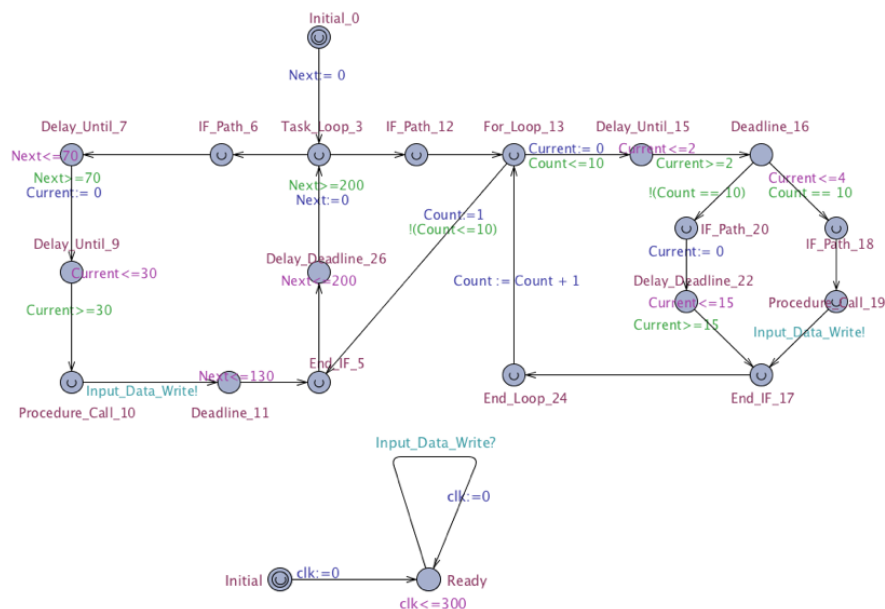 Initial_0
Next:= 0
Delay_Until_7
IF_Path_6
Task_Loop_3
IF_Path_12
For_Loop_13
Delay_Until_15
Deadline_16
Next<=70
Next>=70
Current:= 0
Next>=200
Next:=0
Current:= 0
Count<=10
Current<=2
Current>=2
Current<=4
Count == 10
!(Count == 10)
Count:=1
!(Count<=10)
IF_Path_20
IF_Path_18
Delay_Until_9
Current<=30
Delay_Deadline_26
Next<=200
Count := Count + 1
Current:= 0
Delay_Deadline_22
Current<=15
Current>=15
Procedure_Call_19
Input_Data_Write!
Current>=30
Next<=130
End_IF_5
Input_Data_Write!
Procedure_Call_10
Deadline_11
End_Loop_24
End_IF_17
Input_Data_Write?
clk:=0
Initial
clk:=0
Ready
clk<=300